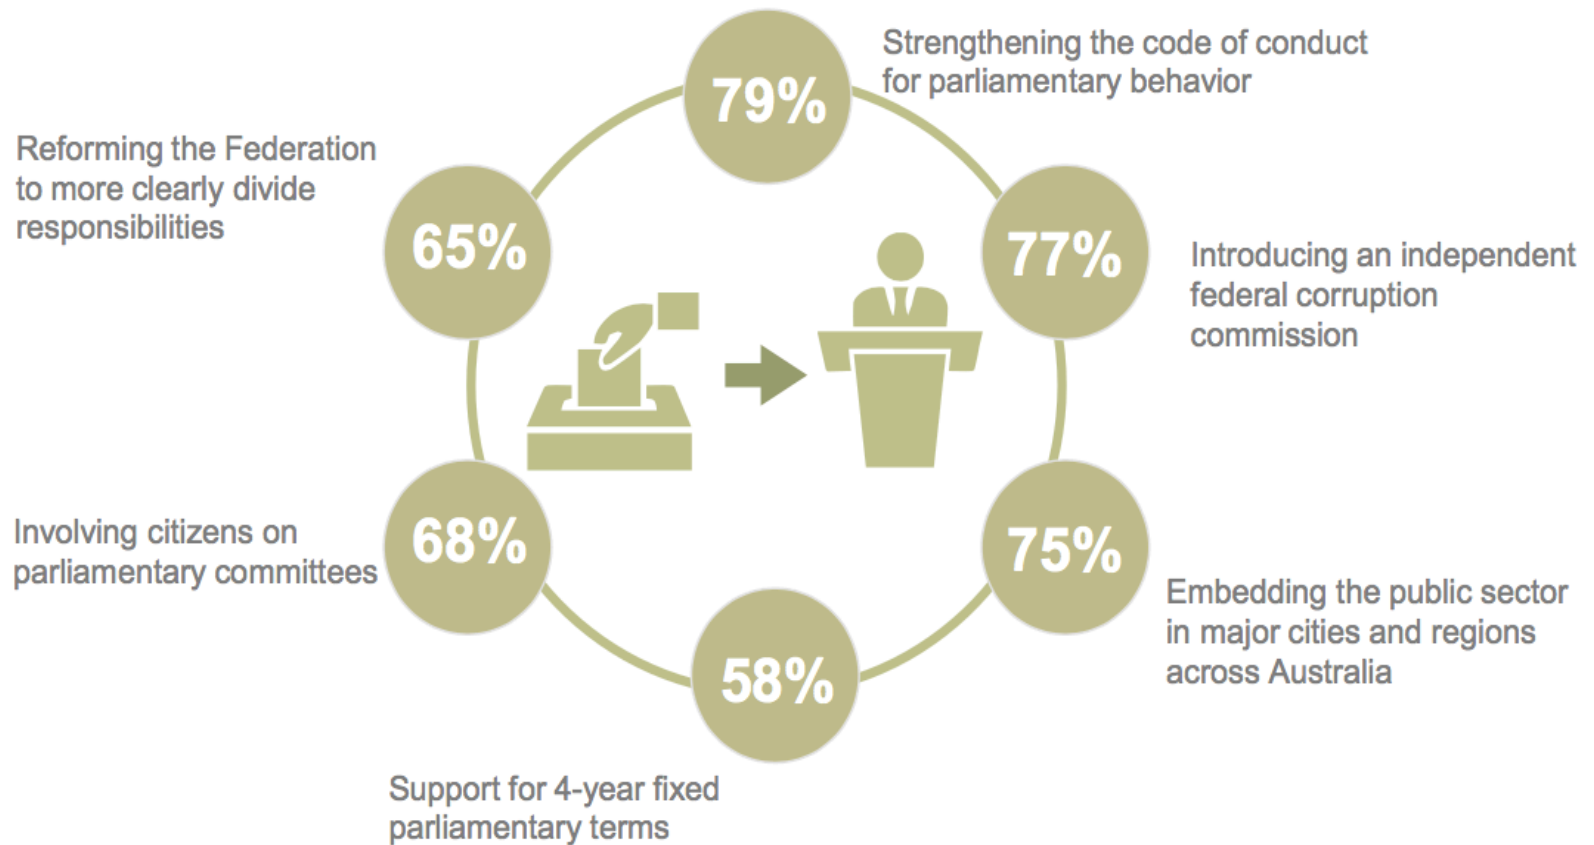 79%
Strengthening the code of conduct
for parliamentary behavior
77%
Introducing an independent
federal corruption
commission
75%
Embedding the public sector
in major cities and regions
across Australia
58%
Support for 4-year fixed
parliamentary terms
68%
Involving citizens on
parliamentary committees
65%
Reforming the Federation
to more clearly divide
responsibilities